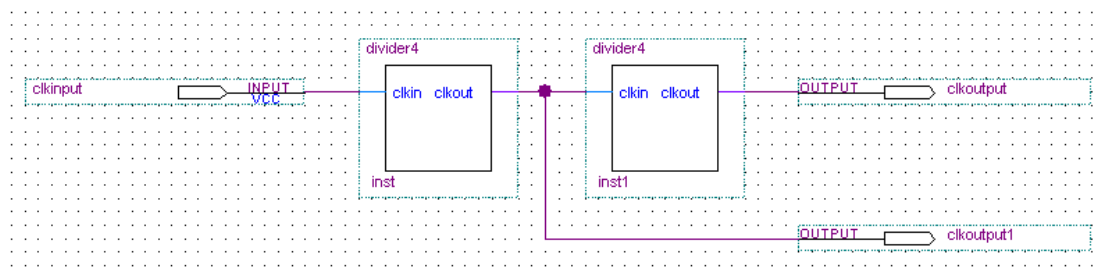 divider4
divider4
clkinput
INPUT
VCC
clkin clkout
clkin clkout
OUTPUT
clkoutput
inst
inst1
OUTPUT
clkoutput1